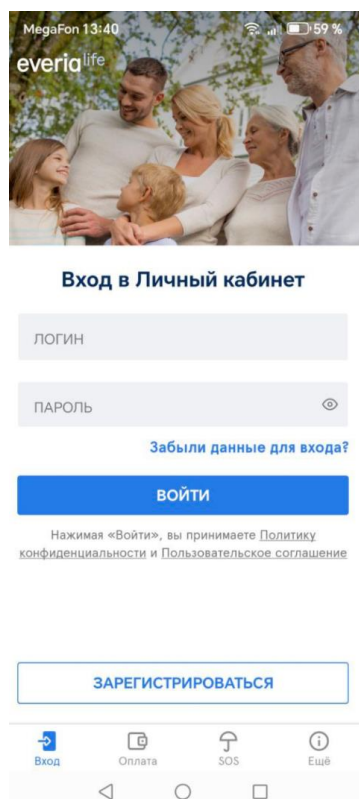 MegaFon 13:40 59 %
everia life
Вход в Личный кабинет
ЛОГИН
ПАРОЛЬ
Забыли данные для входа?
ВОЙТИ
Нажимая «Войти», вы принимаете Политику
конфиденциальности и Пользовательское соглашение
ЗАРЕГИСТРИРОВАТЬСЯ
Вход Оплата SOS Ещё